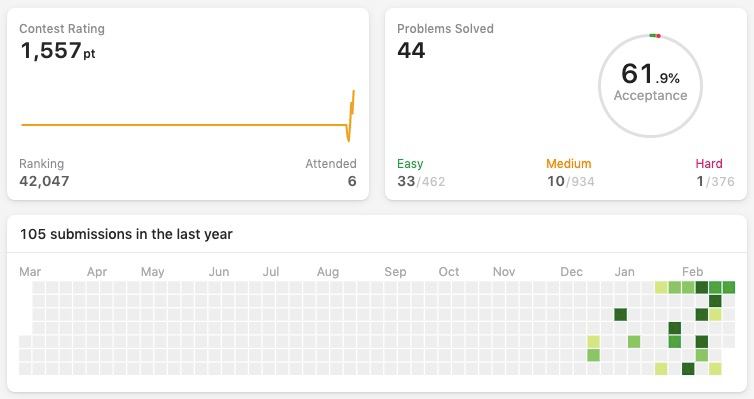 Contest Rating
1,557 pt
Ranking
42,047
Attended
6
Problems Solved
44
61.9%
Acceptance
Easy
33/462
Medium
10/934
Hard
1/376
105 submissions in the last year
Mar Apr May Jun Jul Aug Sep Oct Nov Dec Jan Feb